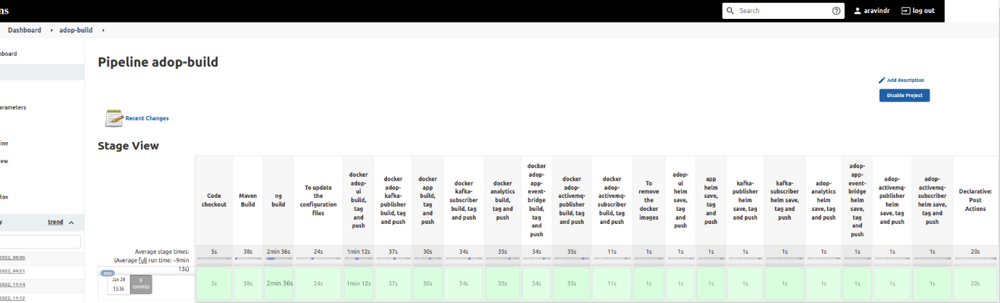 ns
Search
aravindr
log out
Dashboard
adop-build
nboard
Pipeline adop-build
Add description
Disable Project
arameters
Recent Changes
ine
ew
tax
Stage View
Code
checkout
Maven
Build
ng
build
To update
the
configuration
files
docker
adop-
ui
build,
tag
and
push
docker
adop-
kafka-
publisher
build, tag
and push
docker
app
build,
tag and
push
docker
kafka-
subscriber
build, tag
and push
docker
analytics
build,
tag and
push
docker
adop-
app-
event-
bridge
build,
tag
and
push
docker
adop-
activemq-
publisher
build, tag
and push
docker
adop-
activemq-
subscriber
build, tag
and push
To
remove
the
docker
images
adop-
ui
helm
save,
tag
and
push
app
helm
save,
tag and
push
kafka-
publisher
helm
save, tag
and push
kafka-
subscriber
helm save,
tag and
push
adop-
analytics
helm
save, tag
and push
adop-
app-
event-
bridge
helm
save,
tag
and
push
adop-
activemq-
publisher
helm
save, tag
and push
adop-
activemq-
subscriber
helm save,
tag and push
Declarative:
Post
Actions
y
trend
Average stage times:
(Average full run time: ~9min
13s)
5s
38s
2min 36s
24s
1min 12s
37s
30s
34s
35s
34s
35s
11s
1s
1s
1s
1s
1s
1s
1s
1s
1s
20s
2022, 06:06
2022, 04:51
2022, 11:14
2022, 11:12
#60
Jan 28
13:36
5
commits
5s
38s
2min 36s
24s
1min 12s
37s
30s
34s
35s
34s
35s
11s
1s
1s
1s
1s
1s
1s
1s
1s
1s
20s